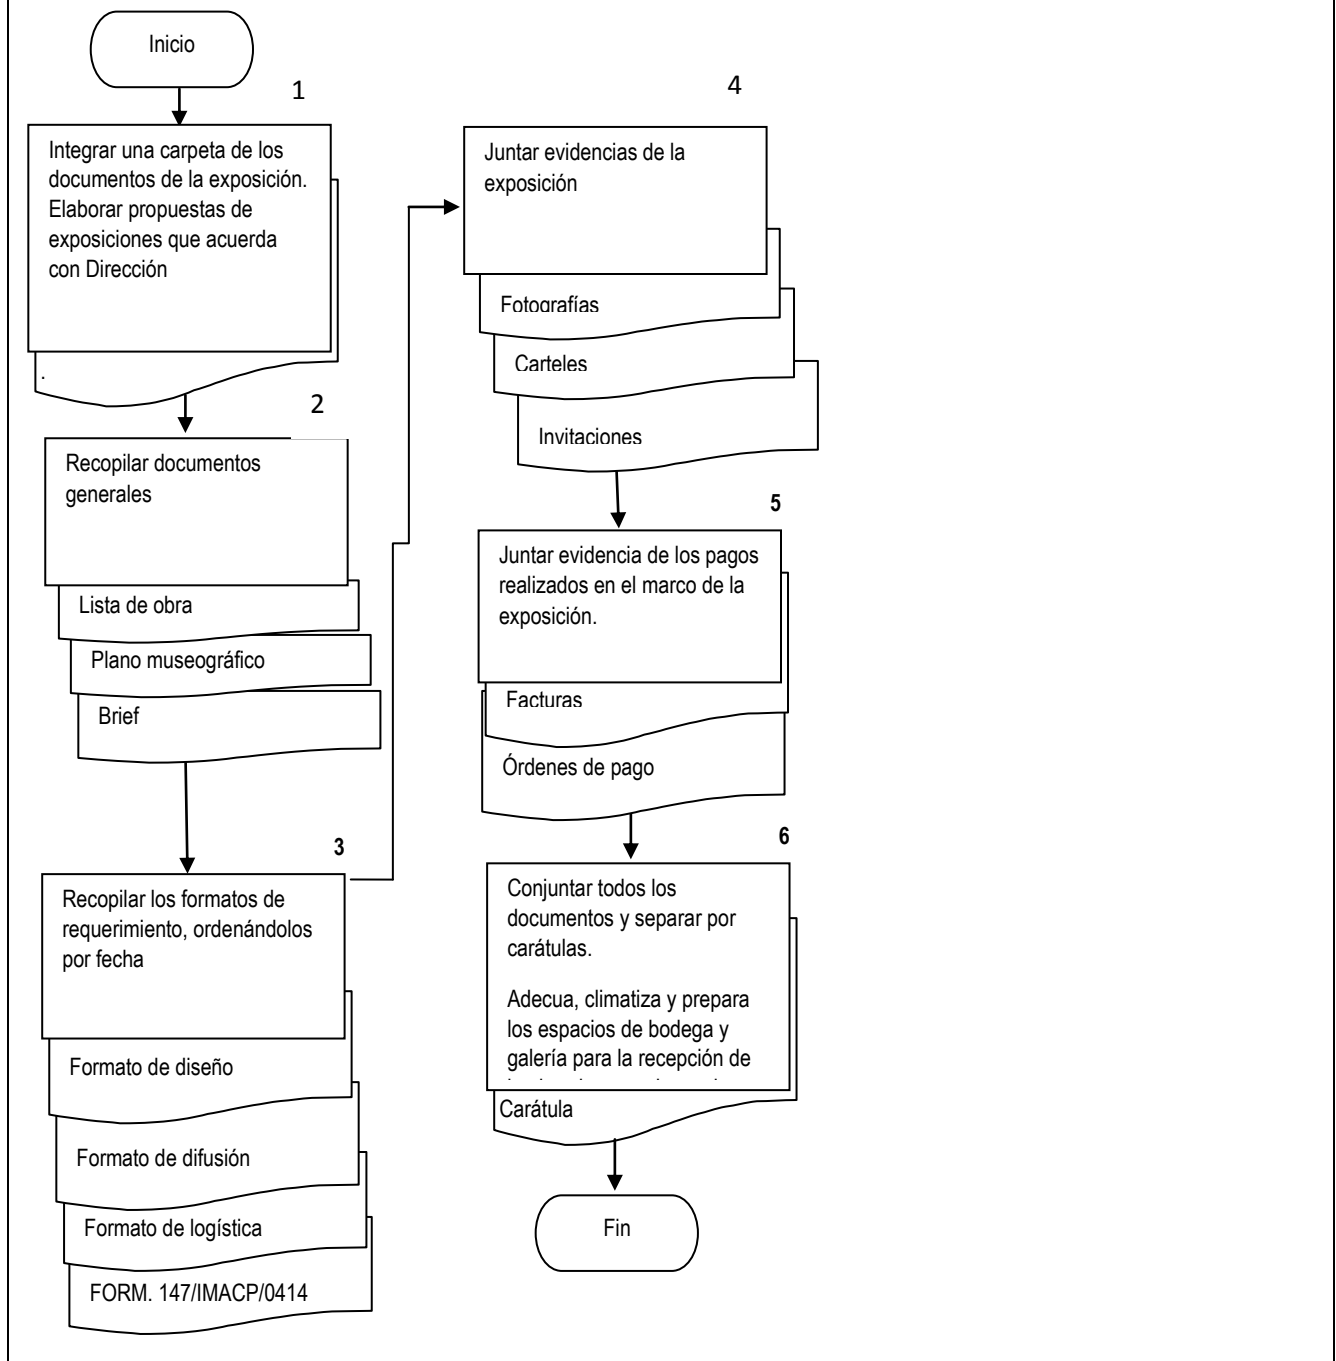 Inicio
1
Integrar una carpeta de los
documentos de la exposición.
Elaborar propuestas de
exposiciones que acuerda
con Dirección
.
2
Recopilar documentos
generales
Lista de obra
Plano museográfico
Brief
3
Recopilar los formatos de
requerimiento, ordenándolos
por fecha
Formato de diseño
Formato de difusión
Formato de logística
FORM. 147/IMACP/0414
4
Juntar evidencias de la
exposición
Fotografías
Carteles
Invitaciones
5
Juntar evidencia de los pagos
realizados en el marco de la
exposición.
Facturas
Órdenes de pago
6
Conjuntar todos los
documentos y separar por
carátulas.
Adecua, climatiza y prepara
los espacios de bodega y
galería para la recepción de
Carátula
Fin